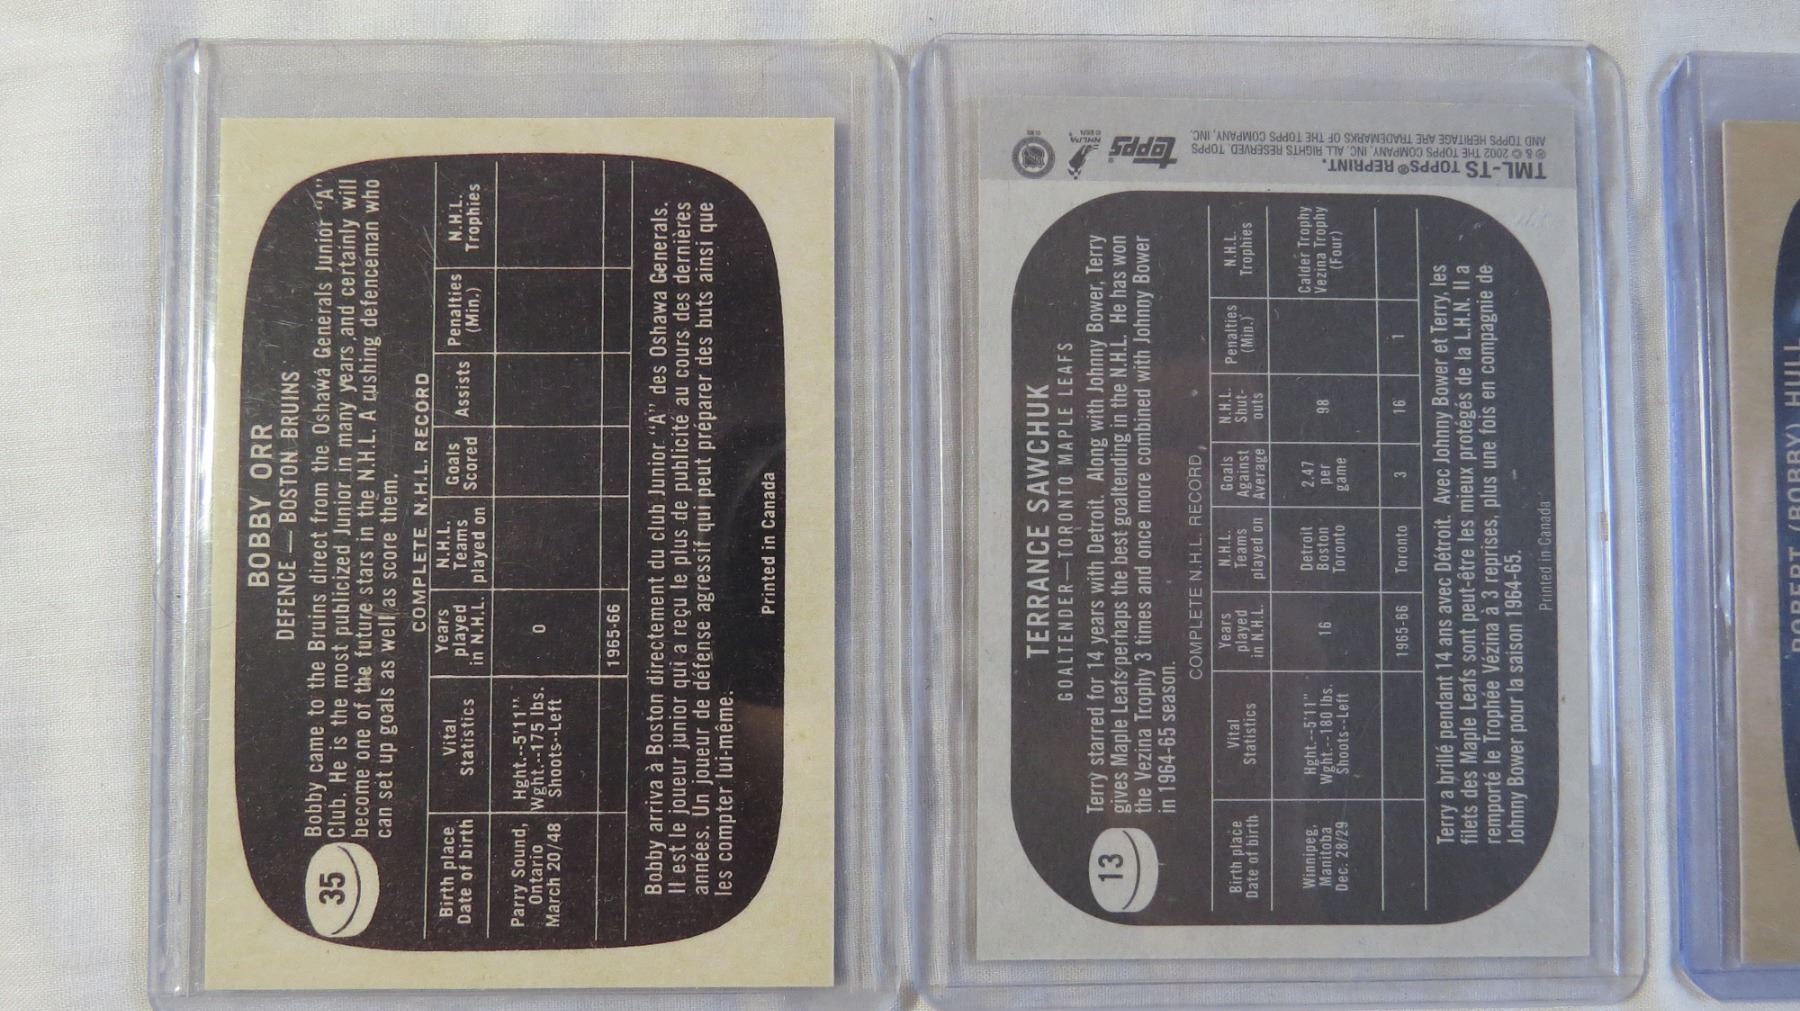 BOBBY ORR
DEFENCE — BOSTON BRUINS
35
Bobby came to the Bruins direct from the Oshawa Generals Junior "A"
Club. He is the most publicized Junior in many years and certainly will
become one of the future stars in the N.H.L. A rushing defenceman who
can set up goals as well as score them.
COMPLETE N.H.L. RECORD
Birth place
Date of birth
Vital
Statistics
Years
played
in N.H.L.
N.H.L.
Teams
played on
Goals
Scored
Assists
Penalties
(Min.)
N.H.L.
Trophies
Parry Sound,
Ontario
March 20/48
Hght.--5'11"
Wght.--175 lbs.
Shoots--Left
0
1965-66
Bobby arriva à Boston directement du club Junior "A" des Oshawa Generals.
Il est le joueur junior qui a reçu le plus de publicité au cours des dernières
années. Un joueur de défense agressif qui peut préparer des buts ainsi que
les compter lui-même.
Printed in Canada
TML-TS TOPPS® REPRINT.
® & © 2002 THE TOPPS COMPANY, INC. ALL RIGHTS RESERVED. TOPPS
AND TOPPS HERITAGE ARE TRADEMARKS OF THE TOPPS COMPANY, INC.
topps®
NHLPA
TERRANCE SAWCHUK
GOALTENDER—TORONTO MAPLE LEAFS
13
Terry starred for 14 years with Detroit. Along with Johnny Bower, Terry
gives Maple Leafs perhaps the best goaltending in the N.H.L. He has won
the Vezina Trophy 3 times and once more combined with Johnny Bower
in 1964-65 season.
COMPLETE N.H.L. RECORD
Birth place
Date of birth
Vital
Statistics
Years
played
in N.H.L.
N.H.L.
Teams
played on
Goals
Against
Average
N.H.L.
Shut-
outs
Penalties
(Min.)
N.H.L.
Trophies
Winnipeg,
Manitoba
Dec. 28/29
Hght.--5'11"
Wght.--180 lbs.
Shoots--Left
16
Detroit
Boston
Toronto
2.47
per
game
98
Calder Trophy
Vezina Trophy
(Four)
1965-66
Toronto
3
16
1
Terry a brillé pendant 14 ans avec Détroit. Avec Johnny Bower et Terry, les
filets des Maple Leafs sont peut-être les mieux protégés de la L.H.N. Il a
remporté le Trophée Vézina à 3 reprises, plus une fois en compagnie de
Johnny Bower pour la saison 1964-65.
Printed in Canada
ROBERT (BOBBY) HULL